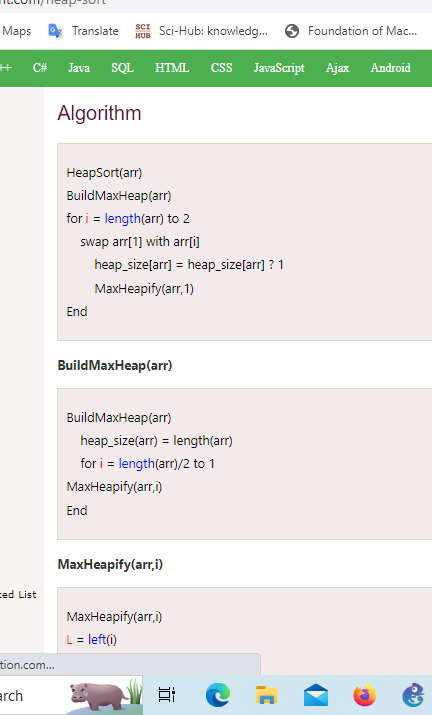 nt.com/heap-sort
Maps Translate SCI HUB Sci-Hub: knowledg... Foundation of Mac...
++ C# Java SQL HTML CSS JavaScript Ajax Android
Algorithm
HeapSort(arr)
BuildMaxHeap(arr)
for i = length(arr) to 2
swap arr[1] with arr[i]
heap_size[arr] = heap_size[arr] ? 1
MaxHeapify(arr,1)
End
BuildMaxHeap(arr)
BuildMaxHeap(arr)
heap_size(arr) = length(arr)
for i = length(arr)/2 to 1
MaxHeapify(arr,i)
End
MaxHeapify(arr,i)
ced List
MaxHeapify(arr,i)
L = left(i)
tion.com...
arch